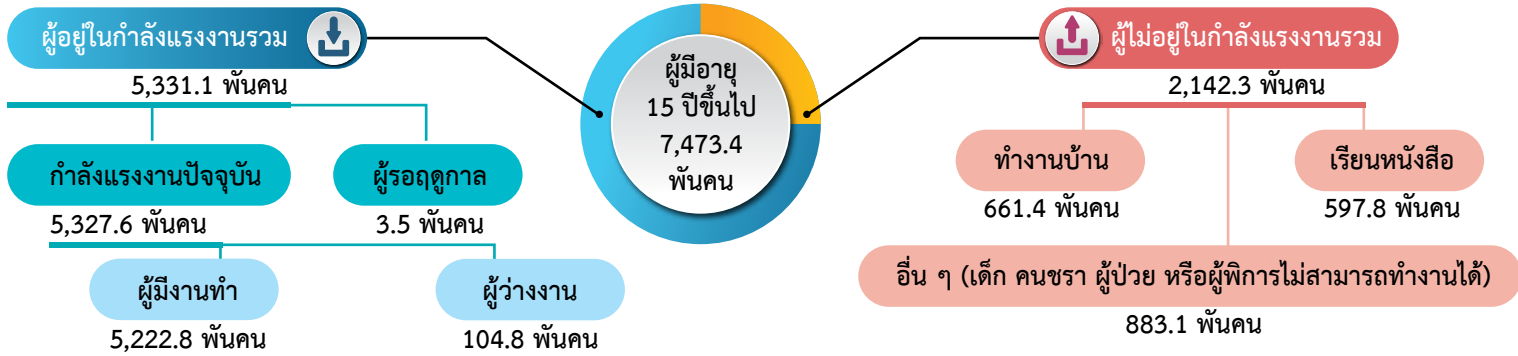 ผู้อยู่ในกำลังแรงงานรวม
5,331.1 พันคน
กำลังแรงงานปัจจุบัน
5,327.6 พันคน
ผู้รอฤดูกาล
3.5 พันคน
ผู้มีงานทำ
5,222.8 พันคน
ผู้ว่างงาน
104.8 พันคน
ผู้มีอายุ
15 ปีขึ้นไป
7,473.4
พันคน
ผู้ไม่อยู่ในกำลังแรงงานรวม
2,142.3 พันคน
ทำงานบ้าน
661.4 พันคน
เรียนหนังสือ
597.8 พันคน
อื่น ๆ (เด็ก คนชรา ผู้ป่วย หรือผู้พิการไม่สามารถทำงานได้)
883.1 พันคน